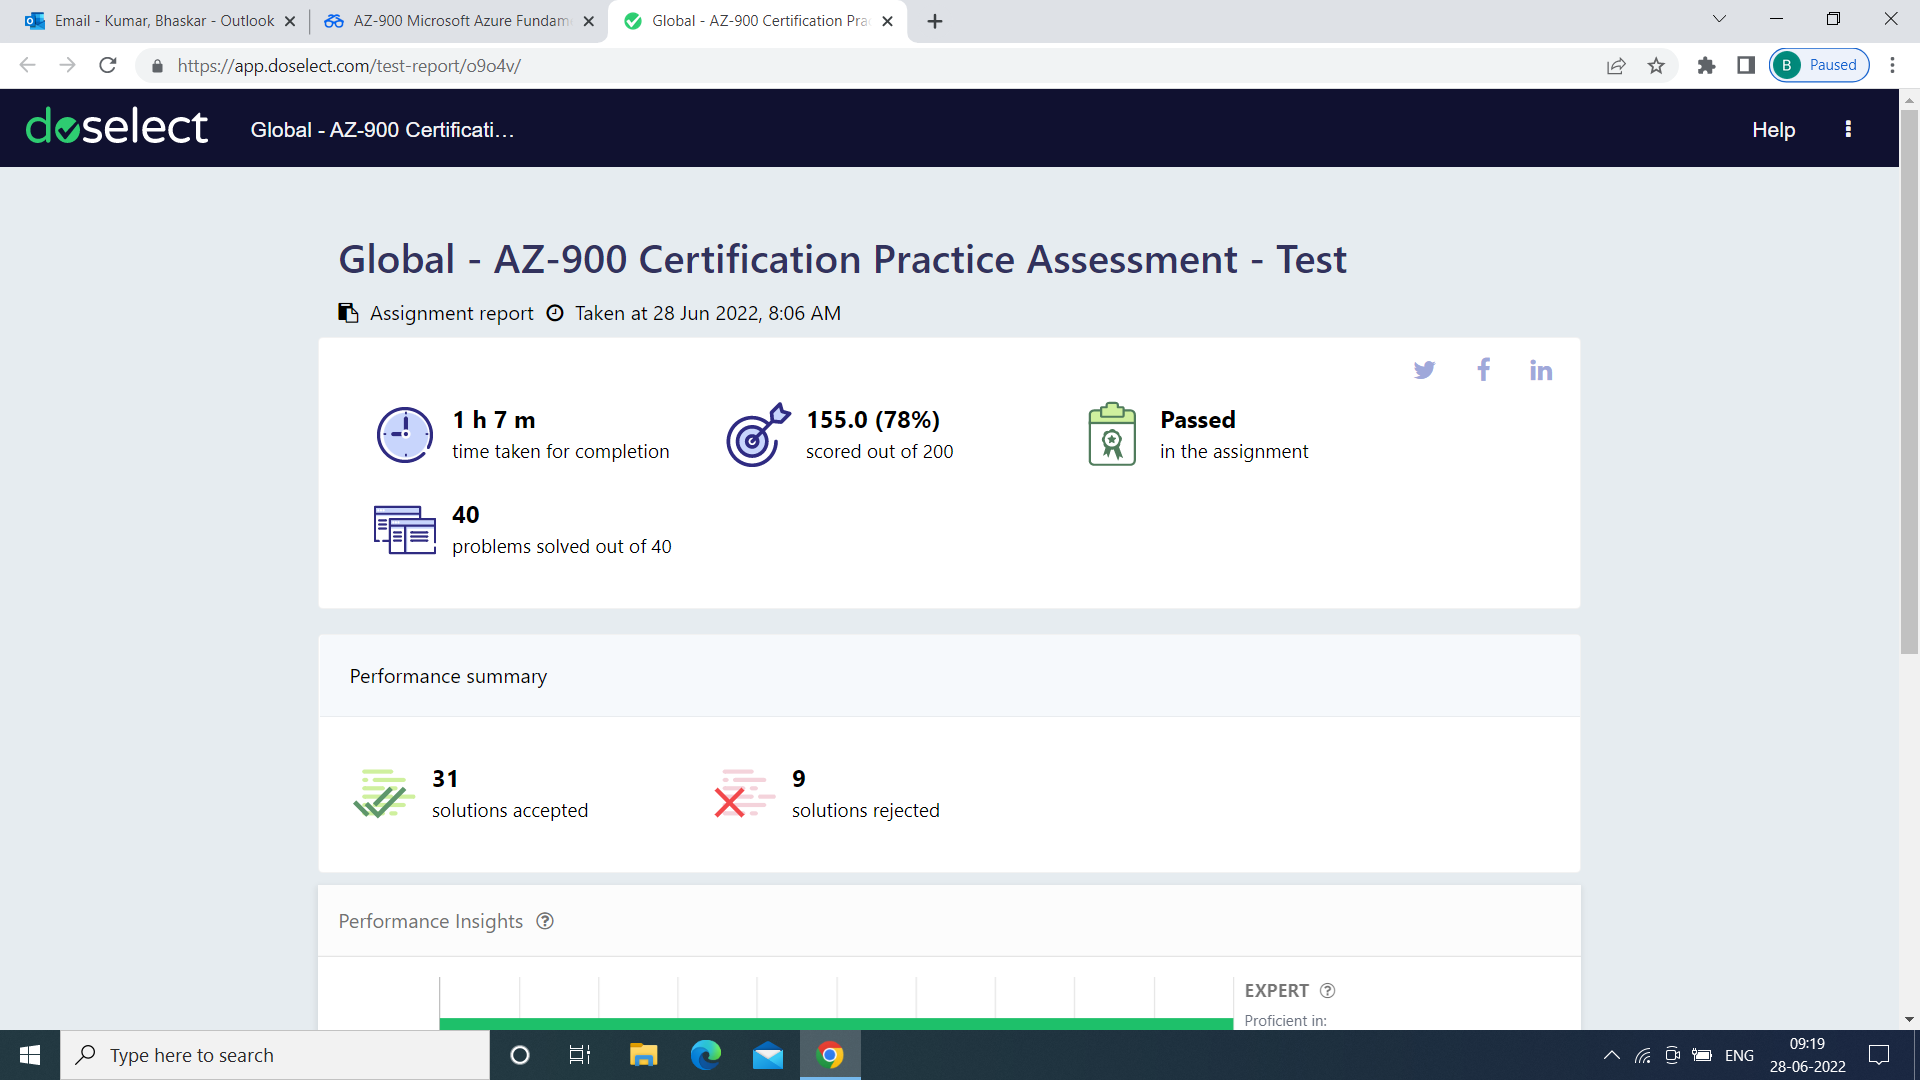 Email - Kumar, Bhaskar - Outlook
AZ-900 Microsoft Azure Fundam
Global - AZ-900 Certification Pra
https://app.doselect.com/test-report/o9o4v/
B Paused
doselect
Global - AZ-900 Certificati...
Help
Global - AZ-900 Certification Practice Assessment - Test
Assignment report Taken at 28 Jun 2022, 8:06 AM
1 h 7 m
time taken for completion
155.0 (78%)
scored out of 200
Passed
in the assignment
40
problems solved out of 40
Performance summary
31
solutions accepted
9
solutions rejected
Performance Insights ?
EXPERT ?
Proficient in:
Type here to search
ENG
09:19
28-06-2022